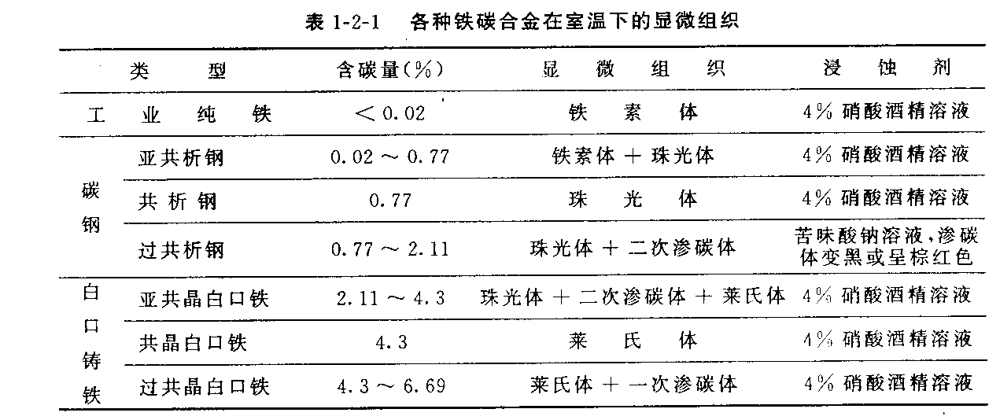 表 1-2-1 各种铁碳合金在室温下的显微组织
类型 含碳量(%) 显微组织 浸蚀剂
工业纯铁 <0.02 铁素体 4%硝酸酒精溶液
碳钢 亚共析钢 0.02～0.77 铁素体+珠光体 4%硝酸酒精溶液
共析钢 0.77 珠光体 4%硝酸酒精溶液
过共析钢 0.77～2.11 珠光体+二次渗碳体 苦味酸钠溶液,渗碳
体变黑或呈棕红色
白口铸铁 亚共晶白口铁 2.11～4.3 珠光体+二次渗碳体+莱氏体 4%硝酸酒精溶液
共晶白口铁 4.3 莱氏体 4%硝酸酒精溶液
过共晶白口铁 4.3～6.69 莱氏体+一次渗碳体 4%硝酸酒精溶液